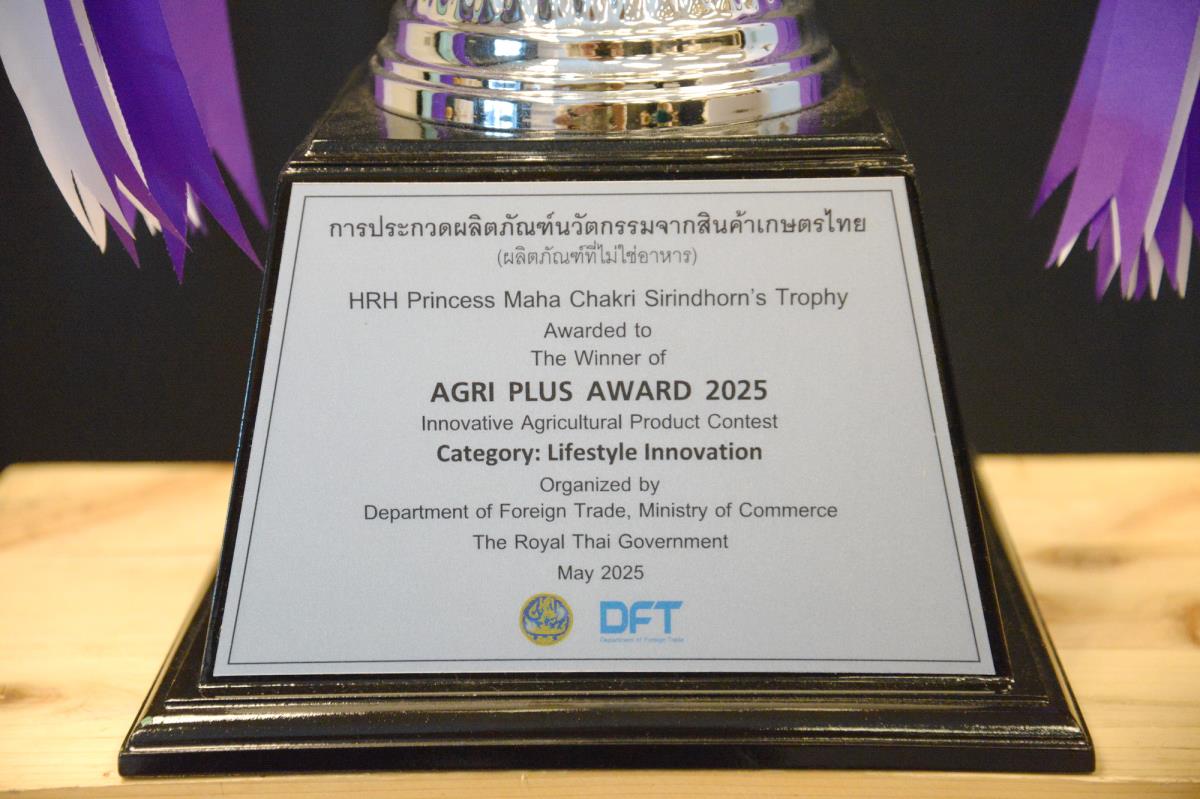 การประกวดผลิตภัณฑ์นวัตกรรมจากสินค้าเกษตรไทย
(ผลิตภัณฑ์ที่ไม่ใช่อาหาร)
HRH Princess Maha Chakri Sirindhorn's Trophy
Awarded to
The Winner of
AGRI PLUS AWARD 2025
Innovative Agricultural Product Contest
Category: Lifestyle Innovation
Organized by
Department of Foreign Trade, Ministry of Commerce
The Royal Thai Government
May 2025
DFT
Department of Foreign Trade